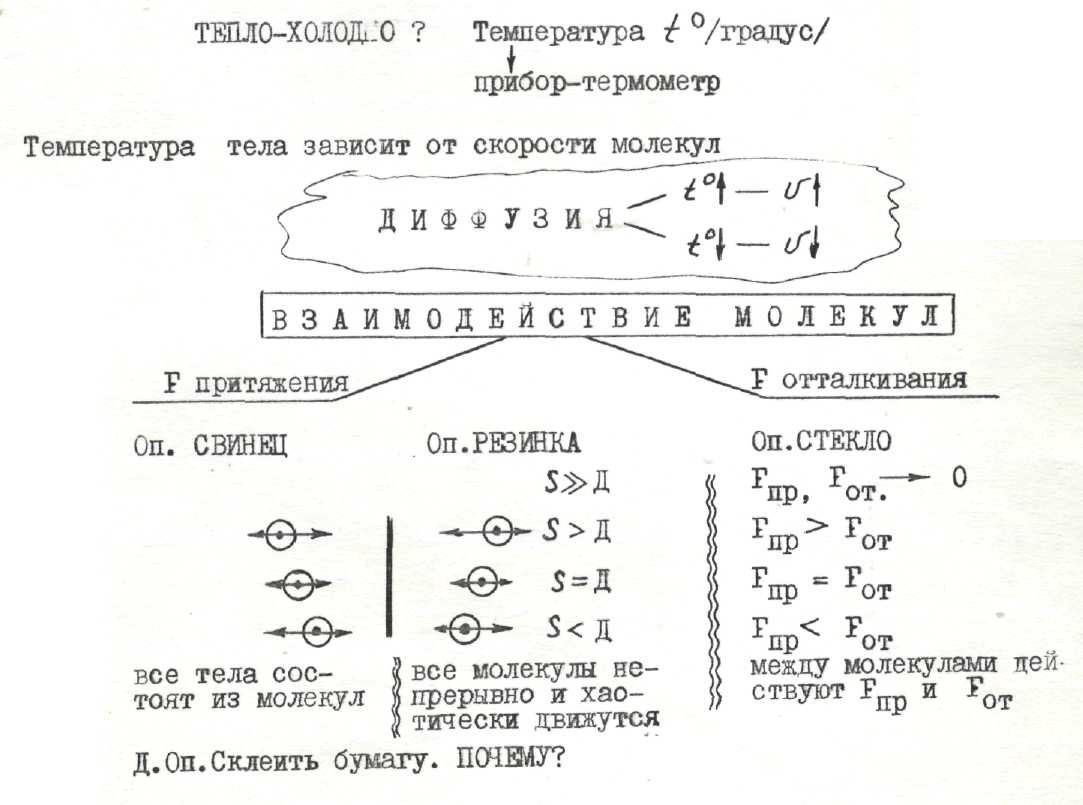 ТЕПЛО-ХОЛОДНО ? Температура t°/градус/
прибор-термометр
Температура тела зависит от скорости молекул
ДИФФУЗИЯ
t°↑ — υ↑
t°↓ — υ↓
ВЗАИМОДЕЙСТВИЕ МОЛЕКУЛ
F притяжения
F отталкивания
Оп. СВИНЕЦ
Оп.РЕЗИНКА
Оп.СТЕКЛО
S≫Д
Fпр, Fот. → 0
S > Д
Fпр > Fот
S = Д
Fпр = Fот
S < Д
Fпр < Fот
все тела сос-
тоят из молекул
все молекулы не-
прерывно и хао-
тически движутся
между молекулами дей-
ствуют Fпр и Fот
Д.Оп.Склеить бумагу. ПОЧЕМУ?